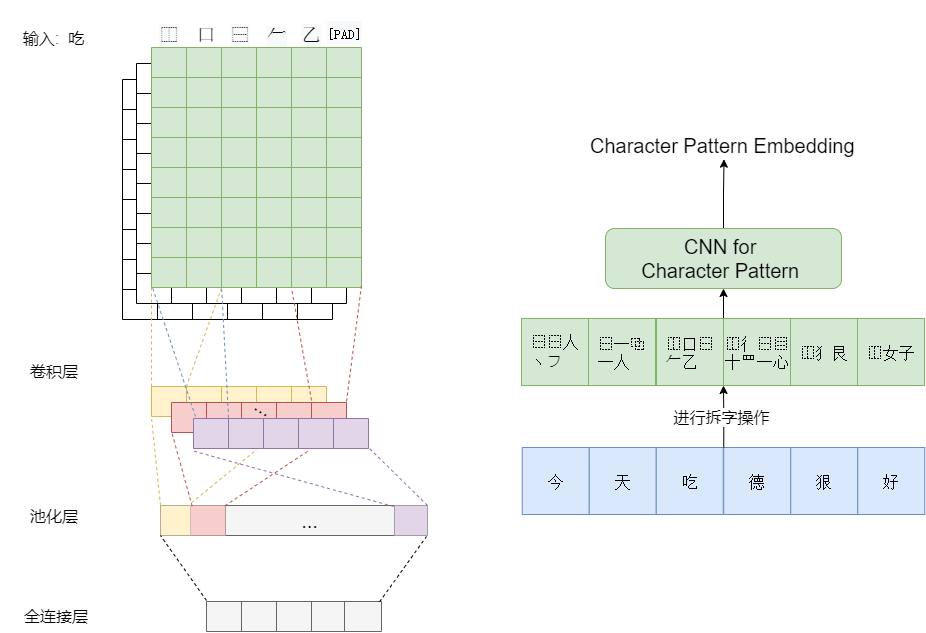 输入: 吃
⿰ 口 ⿱ 𠂉 乙 [PAD]
卷积层
...
池化层
...
全连接层
Character Pattern Embedding
CNN for
Character Pattern
⿱⿱人
丶㇇
⿱一⿻
一人
⿰口⿱
𠂉乙
⿰彳⿱⿳
十罒一心
⿰犭艮
⿰女子
进行拆字操作
今 天 吃 德 狠 好